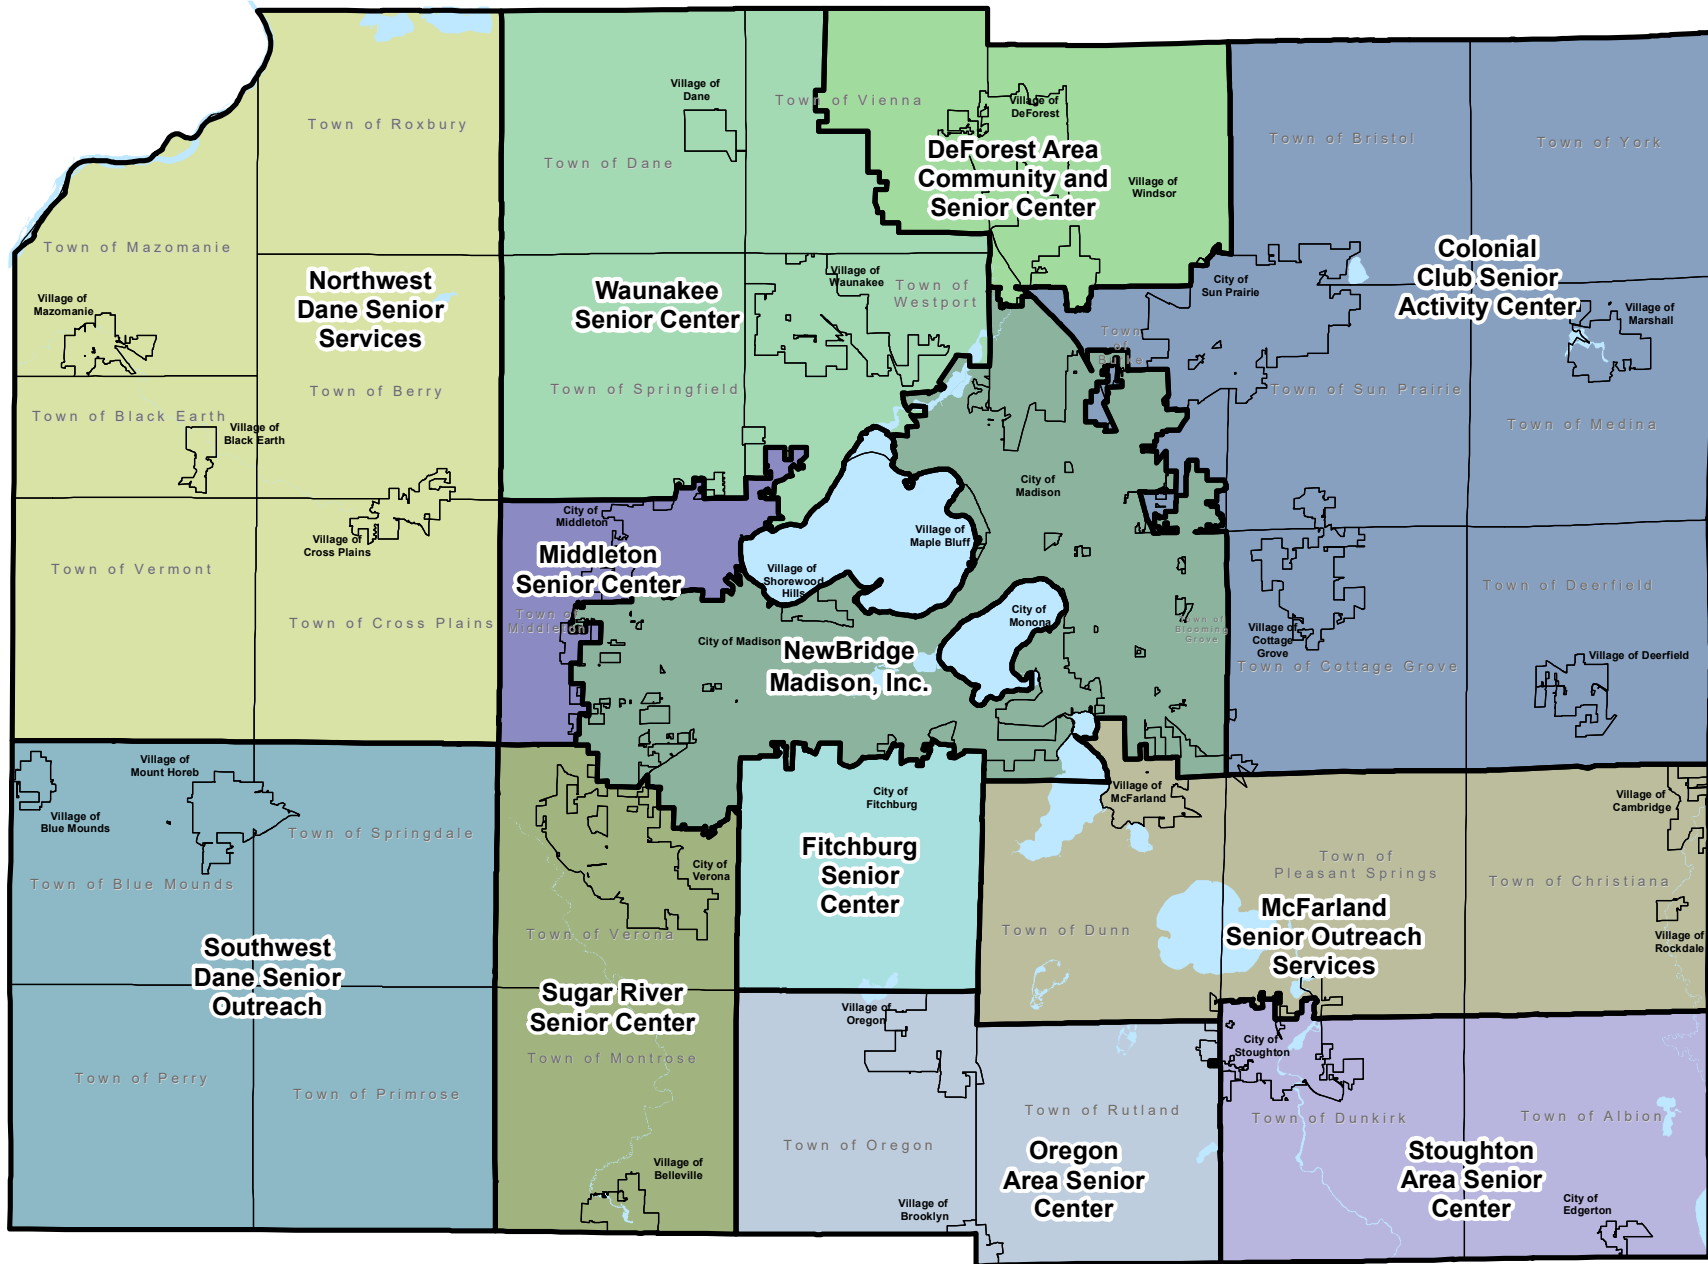 Village of
Dane
Town of Vienna
Village of
DeForest
Town of Roxbury
Town of Dane
DeForest Area
Community and
Senior Center
Village of
Windsor
Town of Bristol
Town of York
Town of Mazomanie
Village of
Mazomanie
Northwest
Dane Senior
Services
Waunakee
Senior Center
Village of
Waunakee
Town of
Westport
City of
Sun Prairie
Colonial
Club Senior
Activity Center
Village of
Marshall
Town
of
Burke
Town of Berry
Town of Springfield
Town of Sun Prairie
Town of Black Earth
Village of
Black Earth
Town of Medina
City of
Madison
City of
Middleton
Village of
Cross Plains
Village of
Maple Bluff
Middleton
Senior Center
Village of
Shorewood
Hills
Town of Vermont
Town of Deerfield
Town of Cross Plains
Town of
Middleton
City of
Monona
Town of
Blooming
Grove
Village of
Cottage
Grove
City of Madison
NewBridge
Madison, Inc.
Town of Cottage Grove
Village of Deerfield
Village of
Mount Horeb
Village of
Blue Mounds
Town of Springdale
City of
Fitchburg
Village of
McFarland
Village of
Cambridge
Fitchburg
Senior
Center
City of
Verona
Town of
Pleasant Springs
Town of Blue Mounds
Town of Christiana
McFarland
Senior Outreach
Services
Town of Verona
Town of Dunn
Village of
Rockdale
Southwest
Dane Senior
Outreach
Sugar River
Senior Center
Village of
Oregon
City of
Stoughton
Town of Montrose
Town of Perry
Town of Primrose
Town of Rutland
Town of Dunkirk
Town of Albion
Town of Oregon
Oregon
Area Senior
Center
Stoughton
Area Senior
Center
Village of
Belleville
Village of
Brooklyn
City of
Edgerton